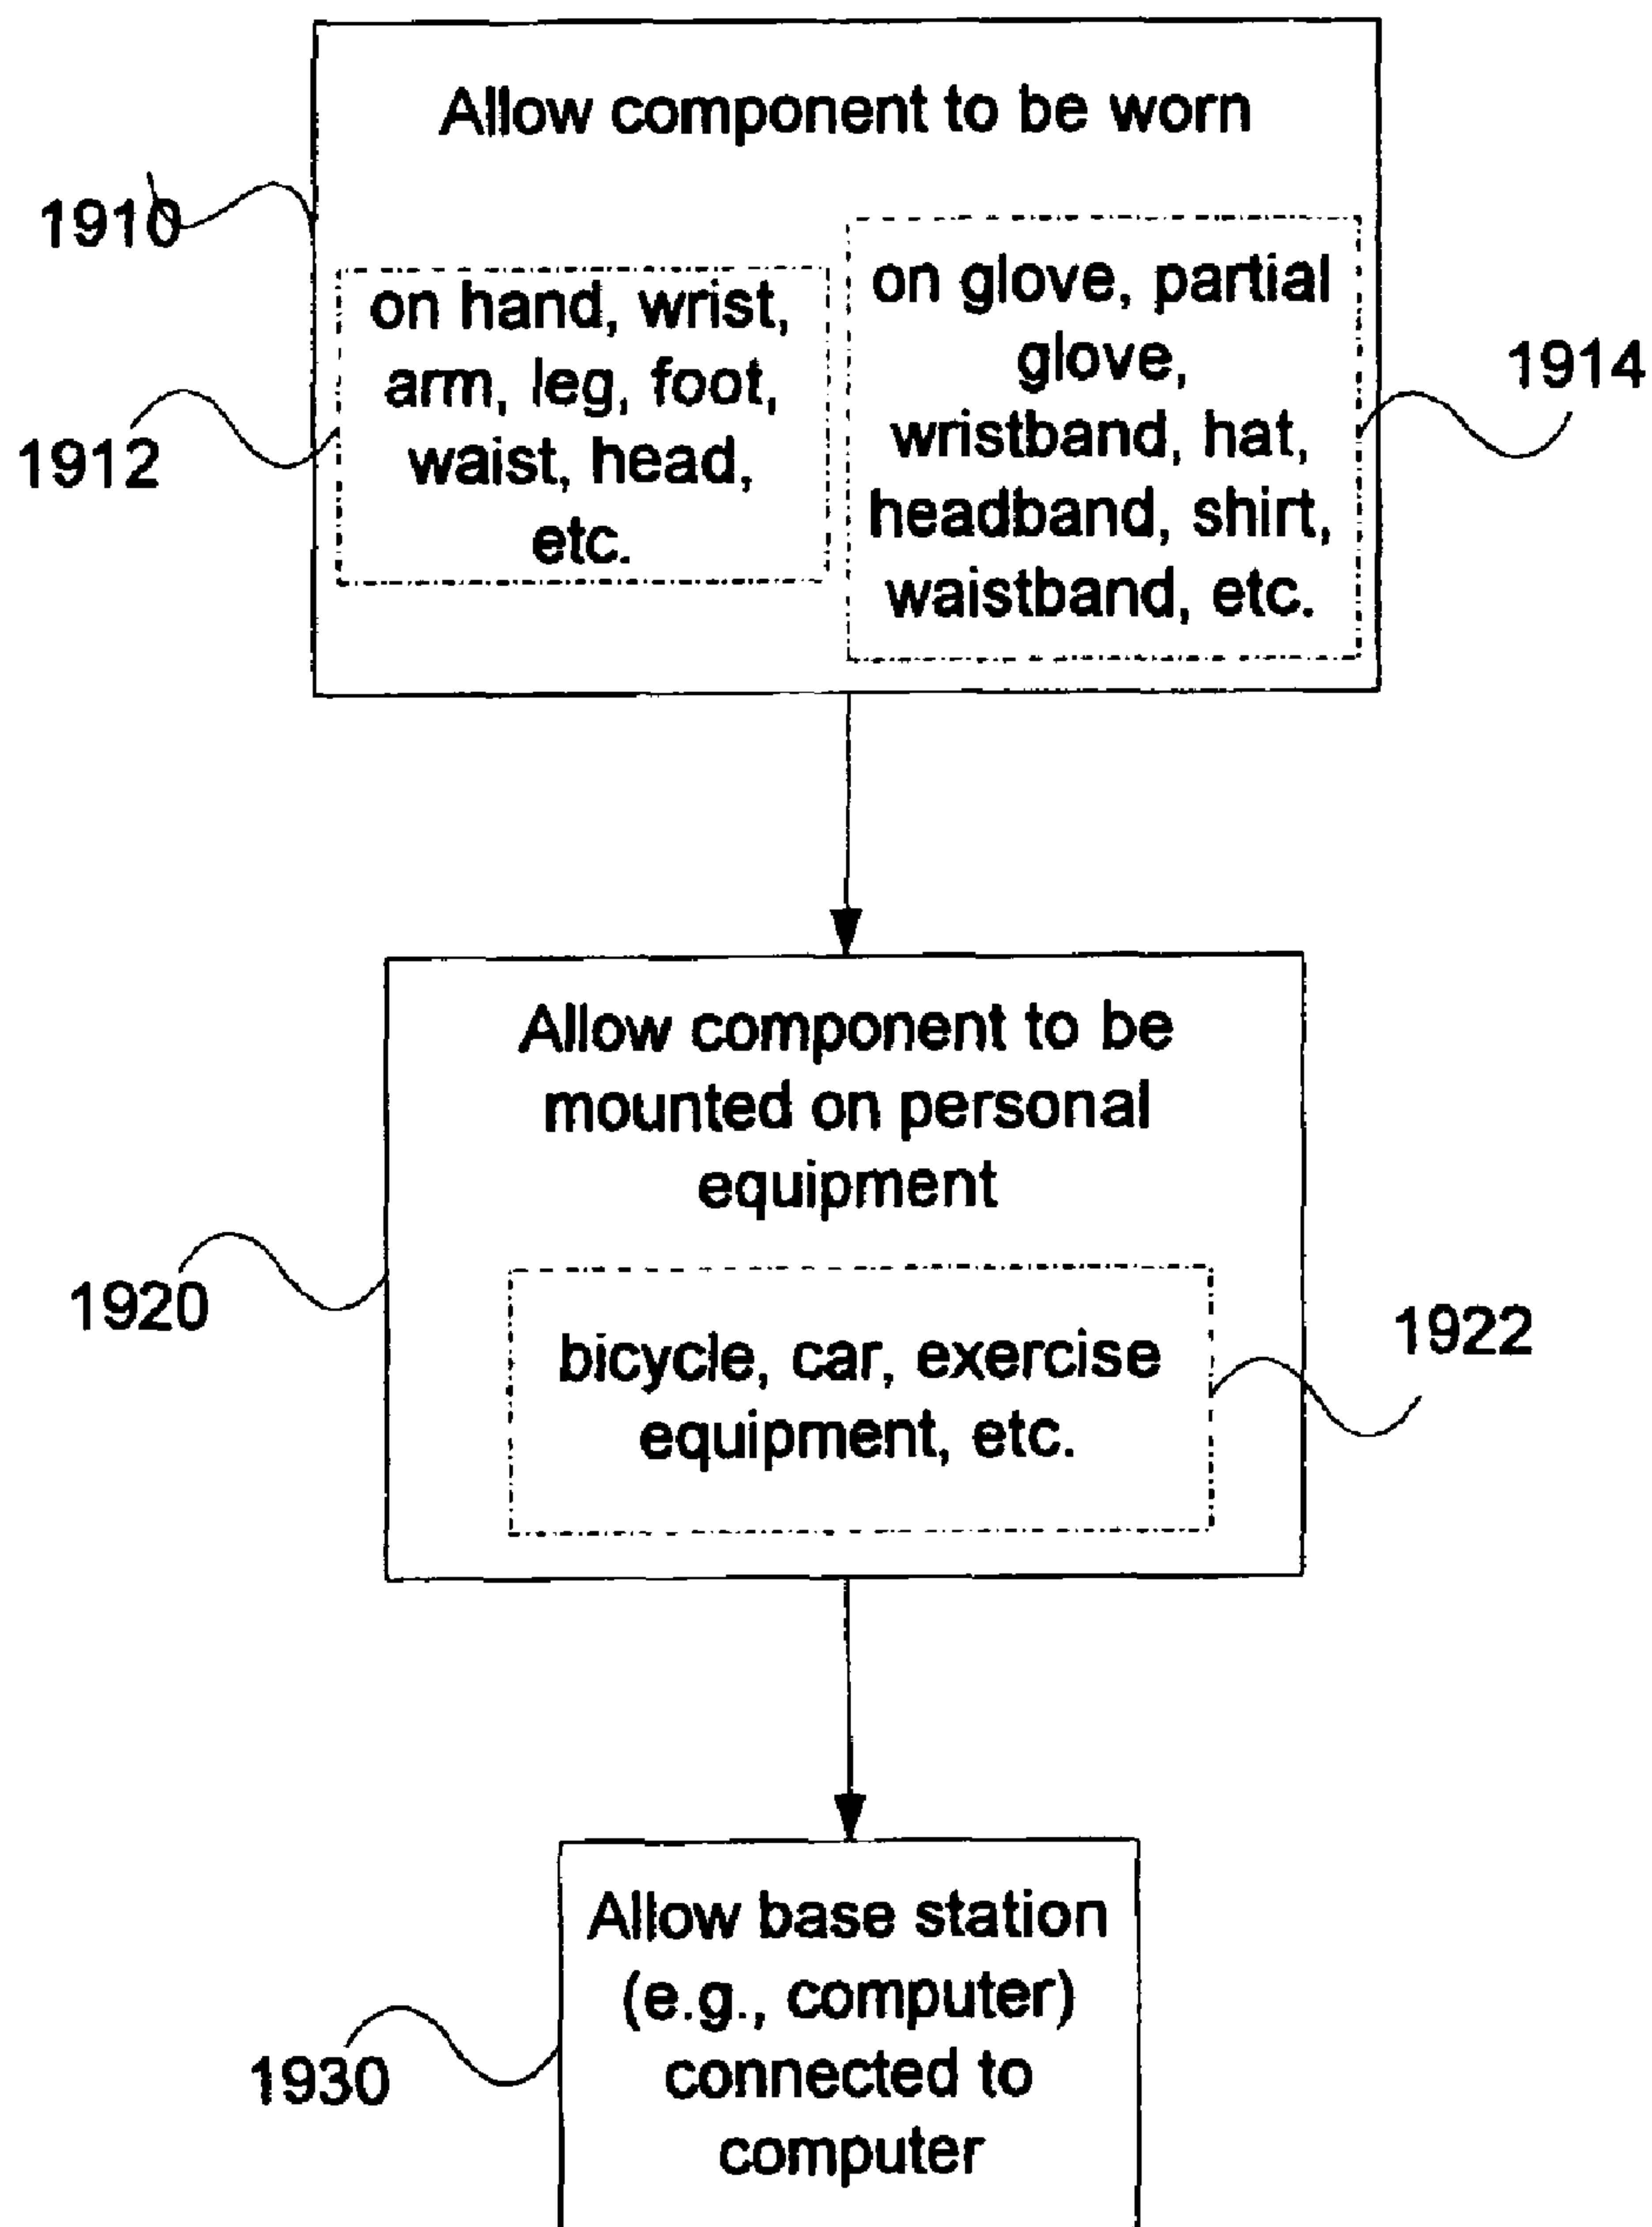 Allow component to be worn
1910
on hand, wrist,
arm, leg, foot,
waist, head,
etc.
1912
on glove, partial
glove,
wristband, hat,
headband, shirt,
waistband, etc.
1914
Allow component to be
mounted on personal
equipment
1920
bicycle, car, exercise
equipment, etc.
1922
Allow base station
(e.g., computer)
connected to
computer
1930